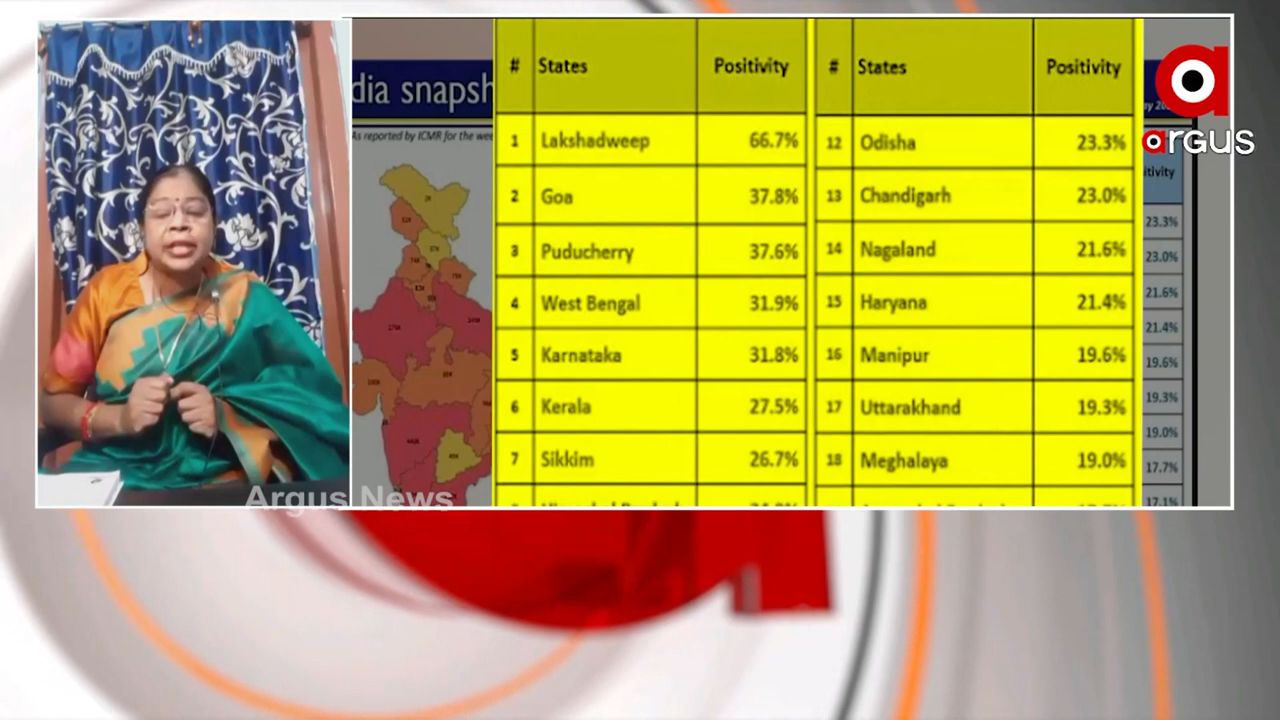 dia snapsh
As reported by ICMR for the wee
# States Positivity
1 Lakshadweep 66.7%
2 Goa 37.8%
3 Puducherry 37.6%
4 West Bengal 31.9%
5 Karnataka 31.8%
6 Kerala 27.5%
7 Sikkim 26.7%
# States Positivity
12 Odisha 23.3%
13 Chandigarh 23.0%
14 Nagaland 21.6%
15 Haryana 21.4%
16 Manipur 19.6%
17 Uttarakhand 19.3%
18 Meghalaya 19.0%
argus
tivity
23.3%
23.0%
21.6%
21.4%
19.6%
19.3%
19.0%
17.7%
17.1%
Argus News